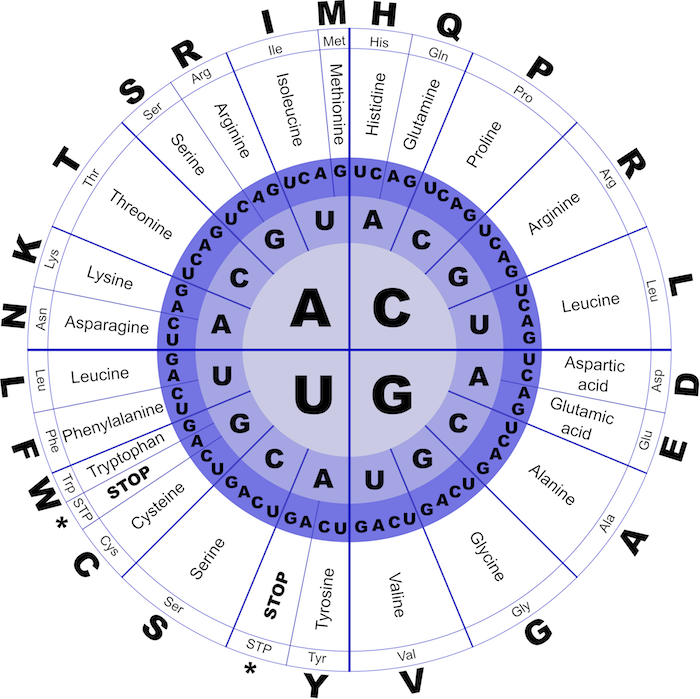 H
Q
P
R
L
D
E
A
G
V
Y
*
S
C
*
W
F
L
N
K
T
S
R
I
M
His
Gln
Pro
Arg
Leu
Asp
Glu
Ala
Gly
Val
Tyr
STP
Ser
Cys
STP
Trp
Phe
Leu
Asn
Lys
Thr
Ser
Arg
Ile
Met
Histidine
Glutamine
Proline
Arginine
Leucine
Aspartic
acid
Glutamic
acid
Alanine
Glycine
Valine
Tyrosine
STOP
Serine
Cysteine
STOP
Tryptophan
Phenylalanine
Leucine
Asparagine
Lysine
Threonine
Serine
Arginine
Isoleucine
Methionine
U C A G U C A G U C A G U C A G
U C A G U C A G U C A G U C A G
U C A G U C A G U C A G U C A G
U C A G U C A G U C A G U C A G
A C G U
A C G U
A C G U
A C G U
A C
U G